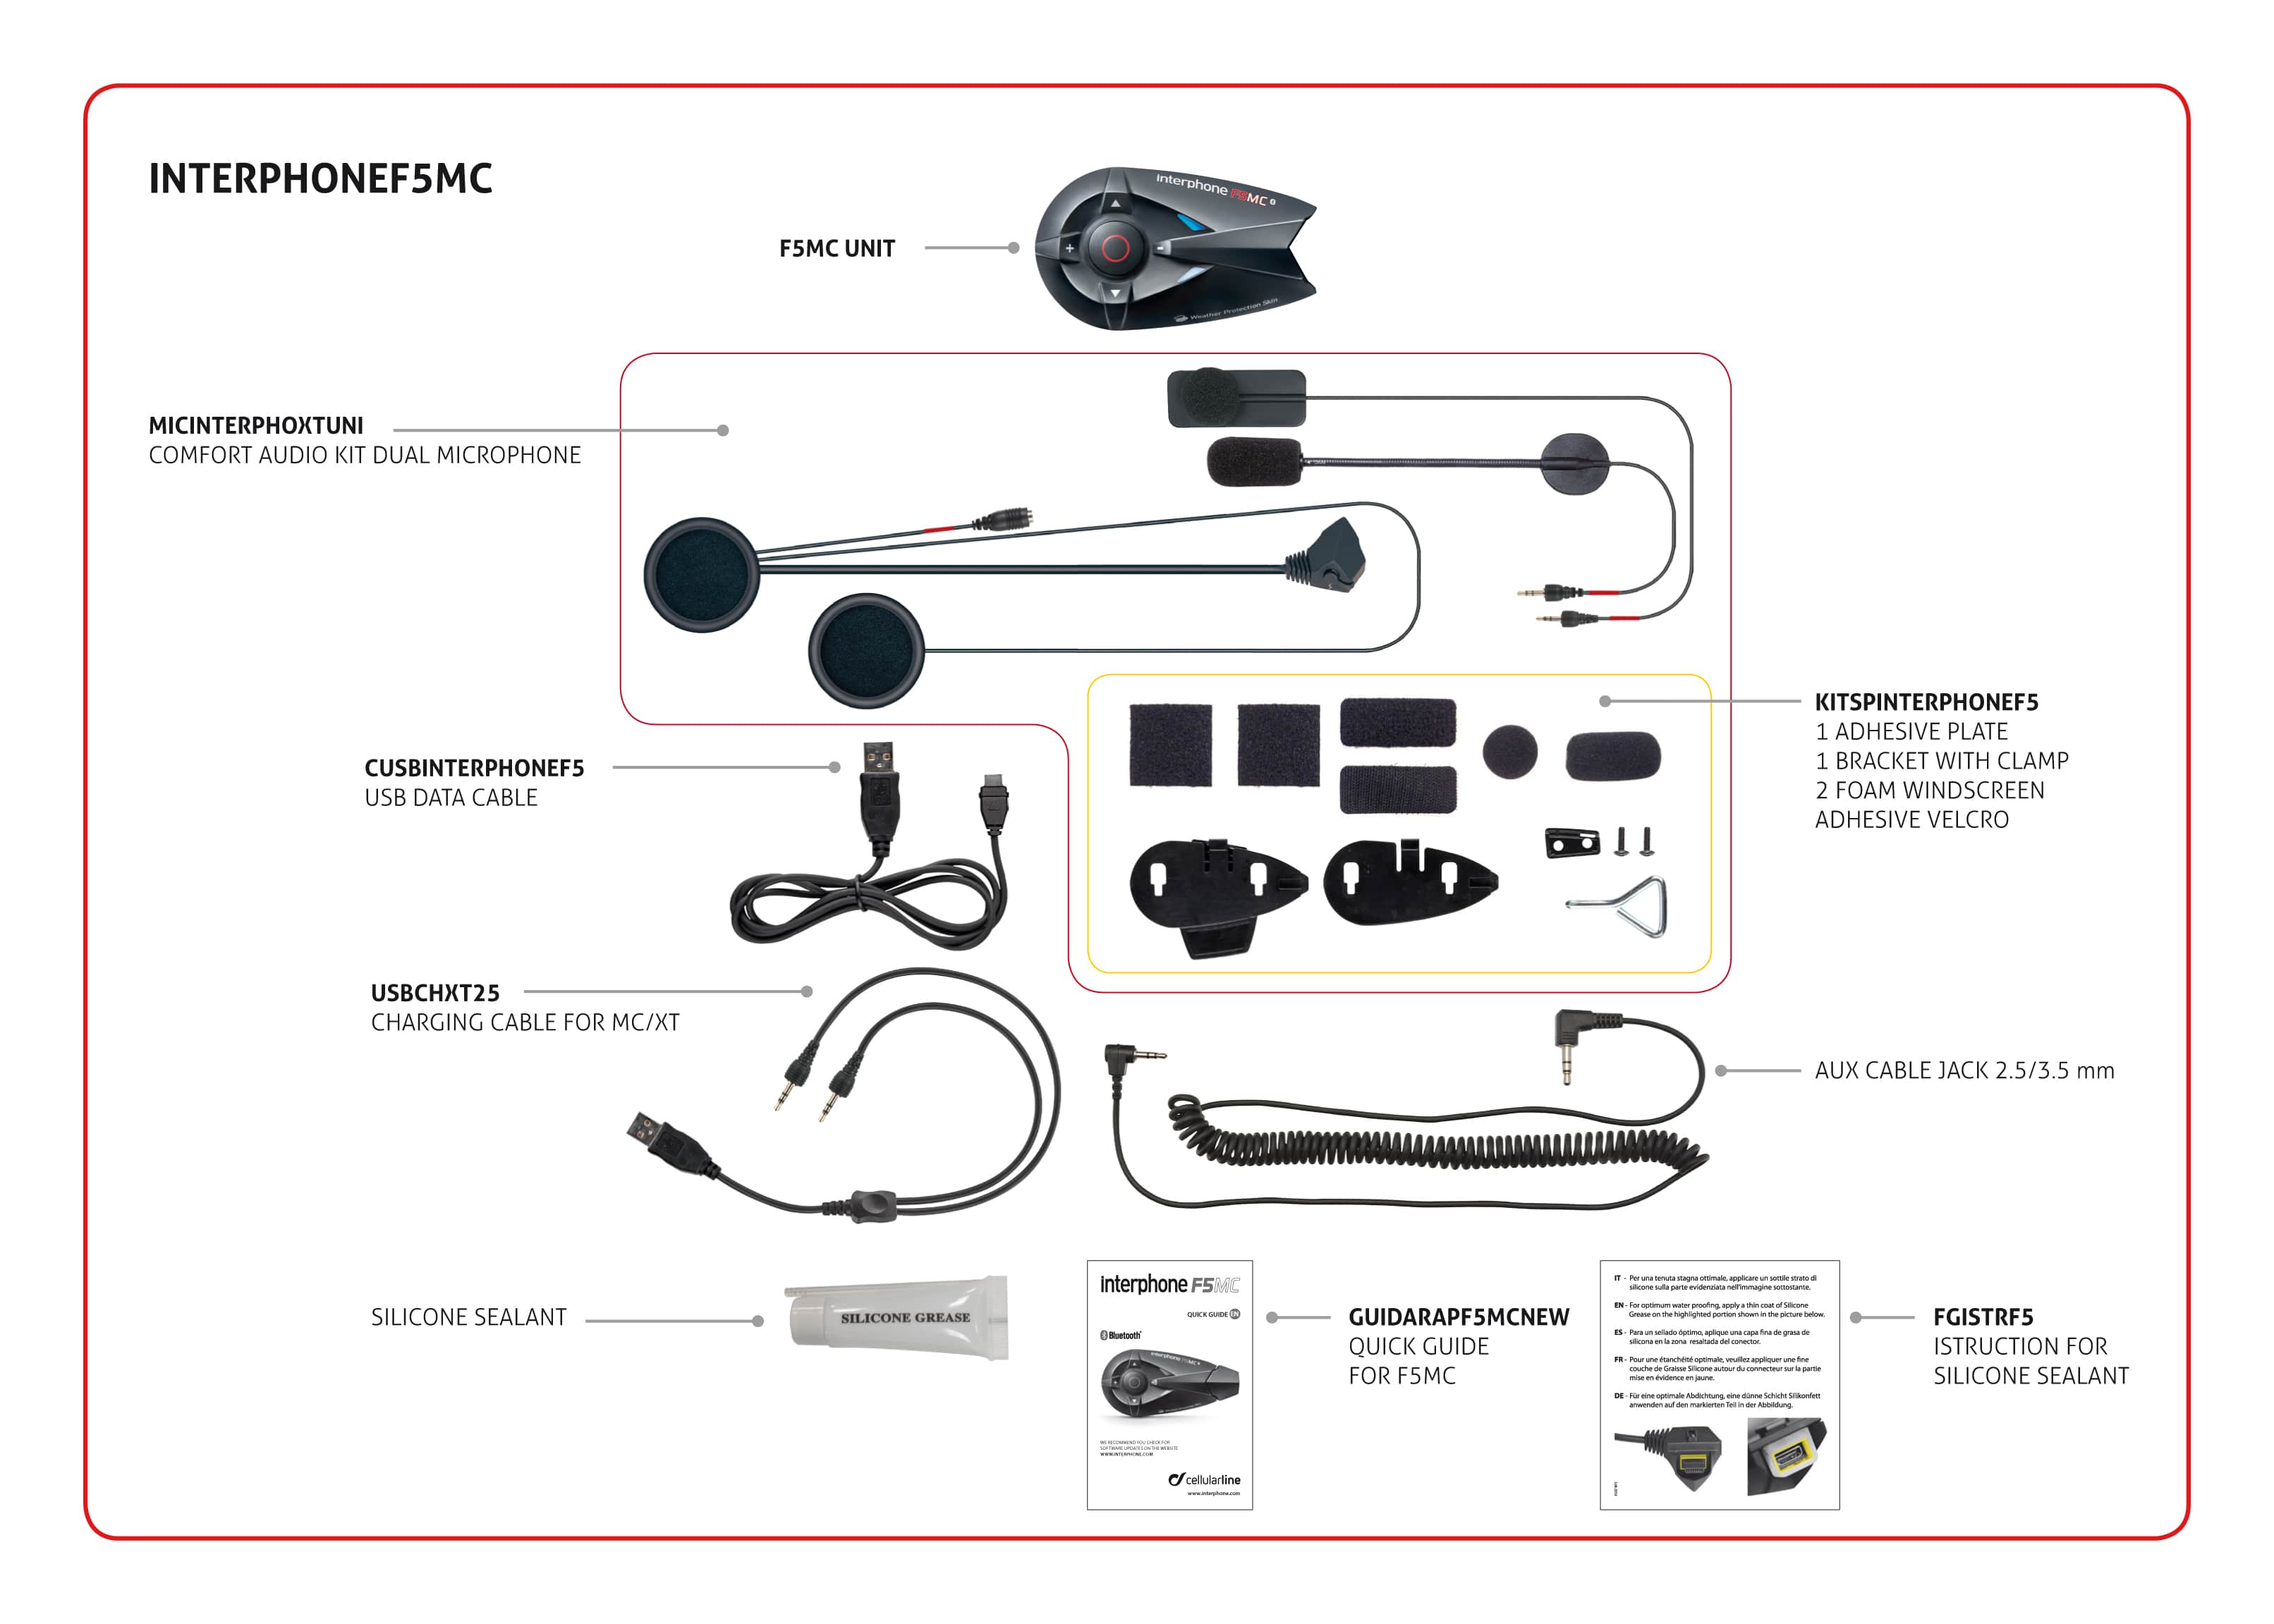 INTERPHONEF5MC
interphone F5MC
F5MC UNIT
Weather Protection Skin
MICINTERPHOXTUNI
COMFORT AUDIO KIT DUAL MICROPHONE
KITSPINTERPHONEF5
1 ADHESIVE PLATE
1 BRACKET WITH CLAMP
2 FOAM WINDSCREEN
ADHESIVE VELCRO
CUSBINTERPHONEF5
USB DATA CABLE
USBCHXT25
CHARGING CABLE FOR MC/XT
AUX CABLE JACK 2.5/3.5 mm
SILICONE SEALANT
SILICONE GREASE
interphone F5MC
QUICK GUIDE EN
Bluetooth
interphone F5MC
WE RECOMMEND YOU CHECK FOR
SOFTWARE UPDATES ON THE WEBSITE
WWW.INTERPHONE.COM
cellularline
www.interphone.com
GUIDARAPF5MCNEW
QUICK GUIDE
FOR F5MC
IT - Per una tenuta stagna ottimale, applicare un sottile strato di
silicone sulla parte evidenziata nell'immagine sottostante.
EN - For optimum water proofing, apply a thin coat of Silicone
Grease on the highlighted portion shown in the picture below.
ES - Para un sellado óptimo, aplique una capa fina de grasa de
silicona en la zona resaltada del conector.
FR - Pour une étanchéité optimale, veuillez appliquer une fine
couche de Graisse Silicone autour du connecteur sur la partie
mise en évidence en jaune.
DE - Für eine optimale Abdichtung, eine dünne Schicht Silikonfett
anwenden auf den markierten Teil in der Abbildung.
FGISTRF5
ISTRUCTION FOR
SILICONE SEALANT